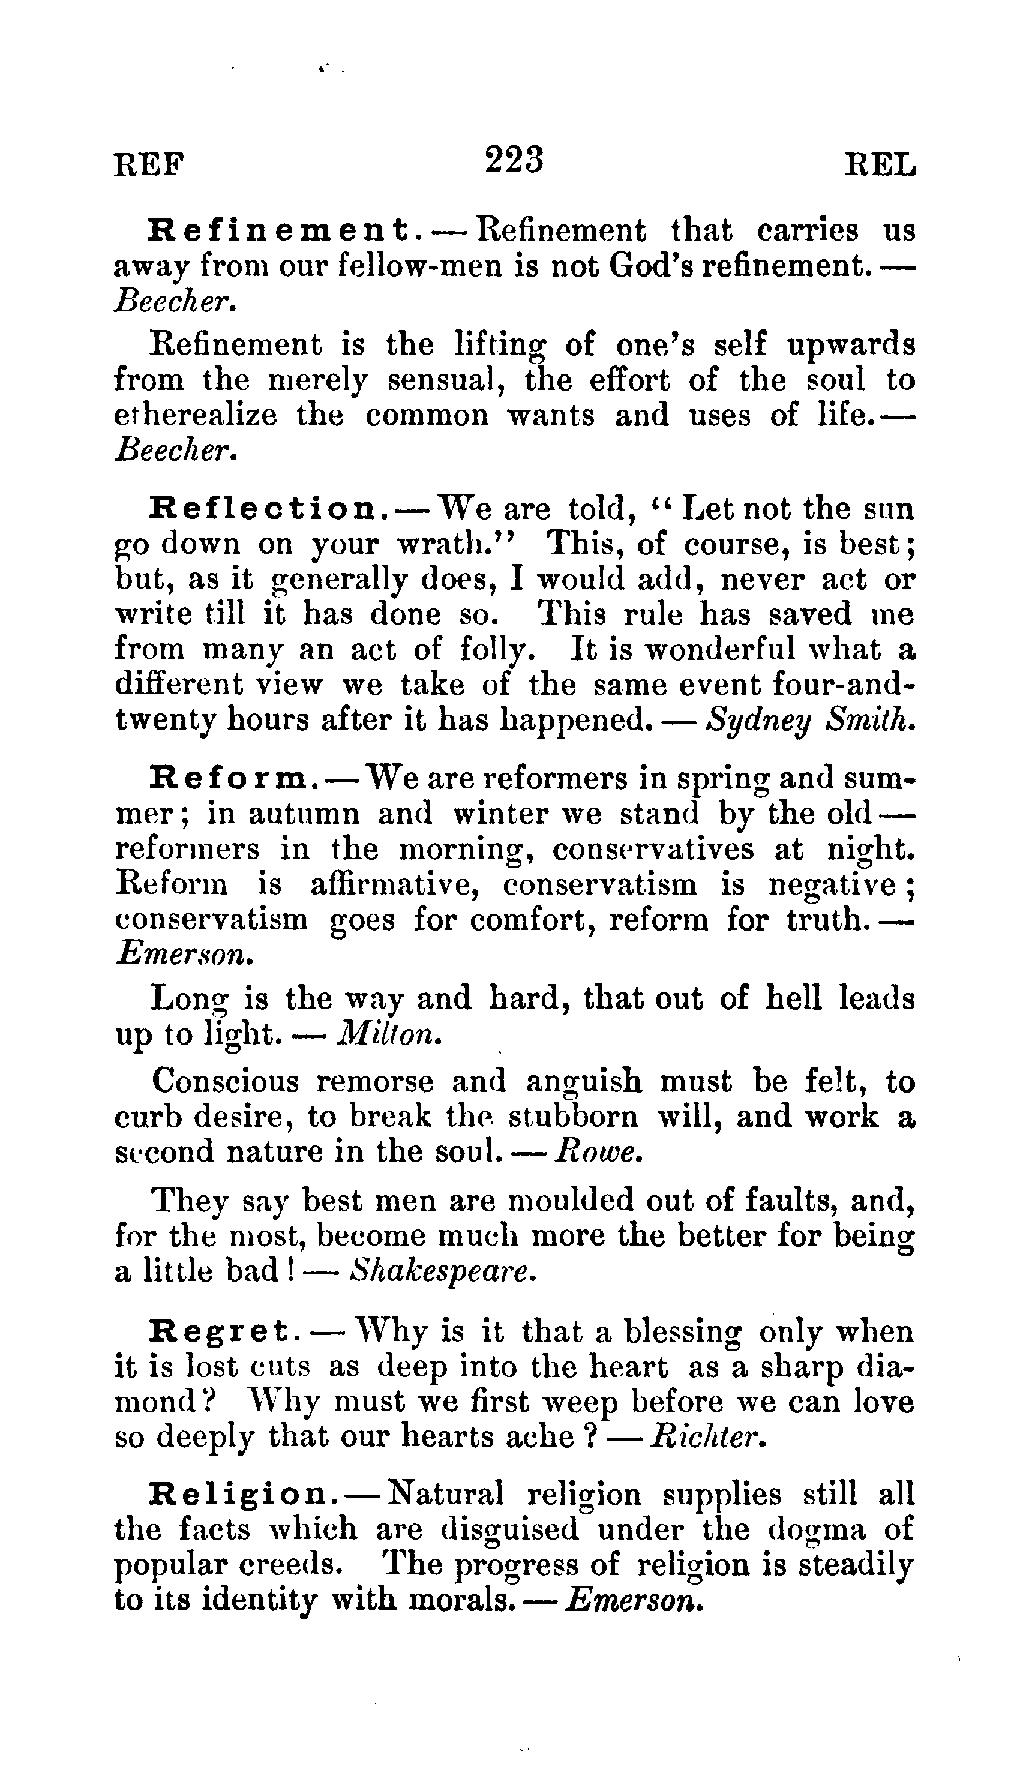 REF 223 REL
Refinement. — Refinement that carries us
away from our fellow-men is not God's refinement. —
Beecher.
Refinement is the lifting of one's self upwards
from the merely sensual, the effort of the soul to
etherealize the common wants and uses of life. —
Beecher.
Reflection. — We are told, "Let not the sun
go down on your wrath." This, of course, is best;
but, as it generally does, I would add, never act or
write till it has done so. This rule has saved me
from many an act of folly. It is wonderful what a
different view we take of the same event four-and-
twenty hours after it has happened. — Sydney Smith.
Reform. — We are reformers in spring and sum-
mer; in autumn and winter we stand by the old —
reformers in the morning, conservatives at night.
Reform is affirmative, conservatism is negative;
conservatism goes for comfort, reform for truth. —
Emerson.
Long is the way and hard, that out of hell leads
up to light. — Milton.
Conscious remorse and anguish must be felt, to
curb desire, to break the stubborn will, and work a
second nature in the soul. — Rowe.
They say best men are moulded out of faults, and,
for the most, become much more the better for being
a little bad! — Shakespeare.
Regret. — Why is it that a blessing only when
it is lost cuts as deep into the heart as a sharp dia-
mond? Why must we first weep before we can love
so deeply that our hearts ache? — Richter.
Religion. — Natural religion supplies still all
the facts which are disguised under the dogma of
popular creeds. The progress of religion is steadily
to its identity with morals. — Emerson.